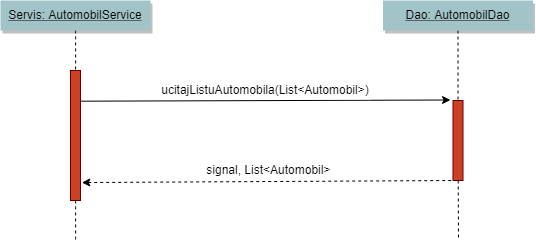 Servis: AutomobilService
Dao: AutomobilDao
ucitajListuAutomobila(List<Automobil>)
signal, List<Automobil>